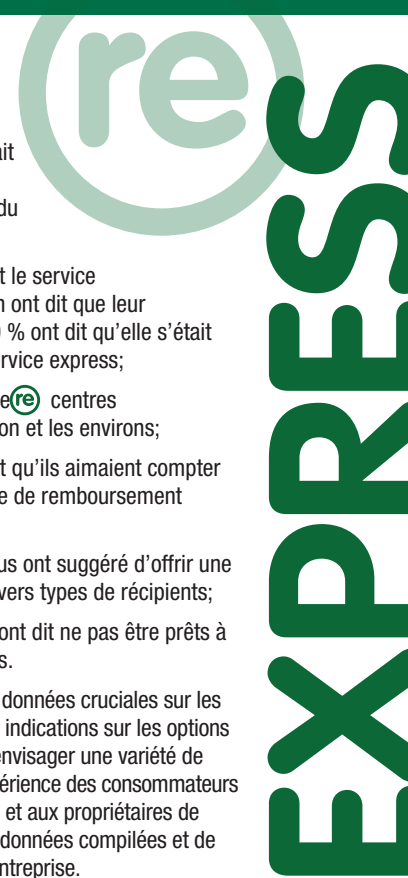 re
ait
du
t le service
n ont dit que leur
% ont dit qu'elle s'était
rvice express;
e re centres
on et les environs;
t qu'ils aimaient compter
e de remboursement
us ont suggéré d'offrir une
vers types de récipients;
ont dit ne pas être prêts à
s.
données cruciales sur les
indications sur les options
envisager une variété de
périence des consommateurs
et aux propriétaires de
données compilées et de
ntreprise.
EXPRESS